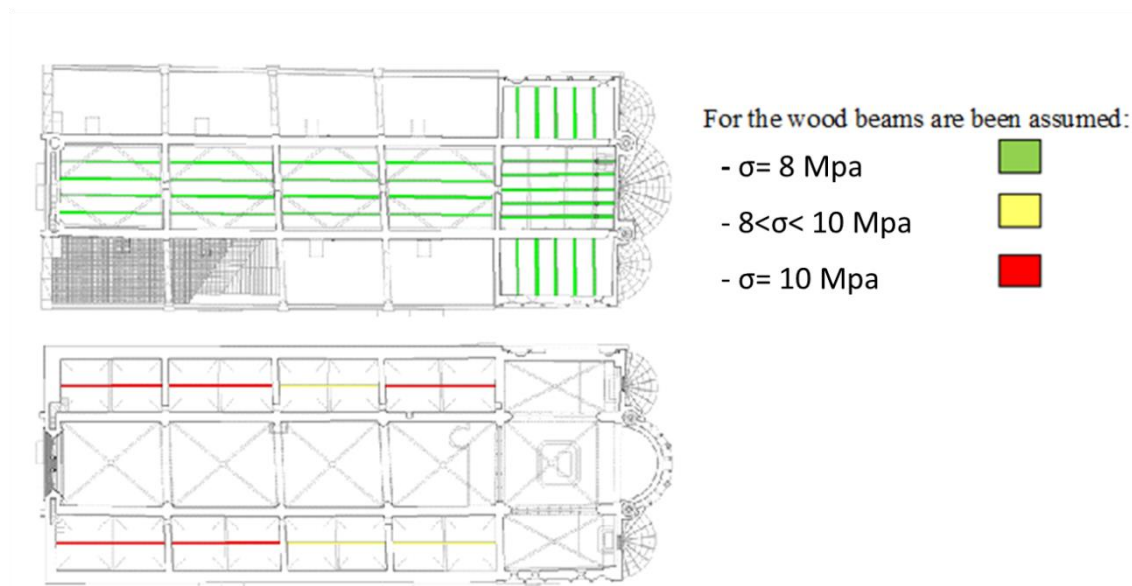 For the wood beams are been assumed:
- σ= 8 Mpa
- 8<σ< 10 Mpa
- σ= 10 Mpa